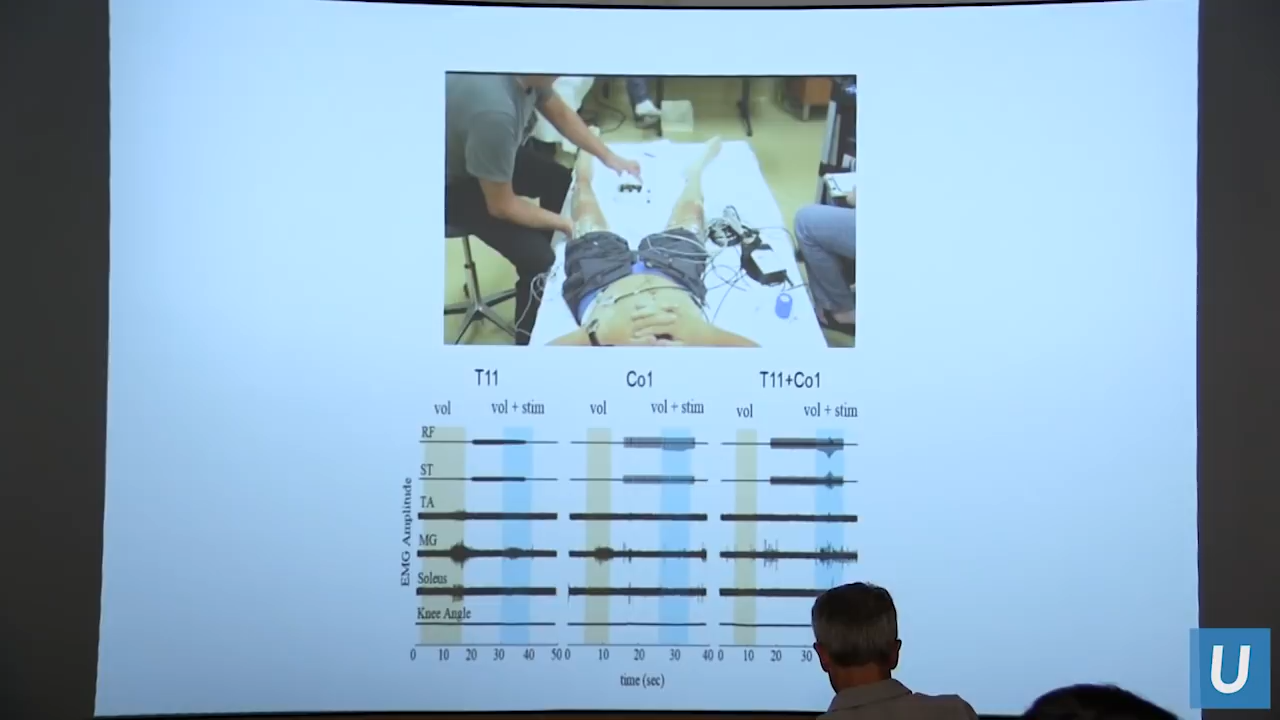 T11 Co1 T11+Co1
vol vol + stim vol vol + stim vol vol + stim
RF
ST
TA
MG
Soleus
Knee Angle
EMG Amplitude
0 10 20 30 40 50 0 10 20 30 40 0 10 20 30
time (sec)
U